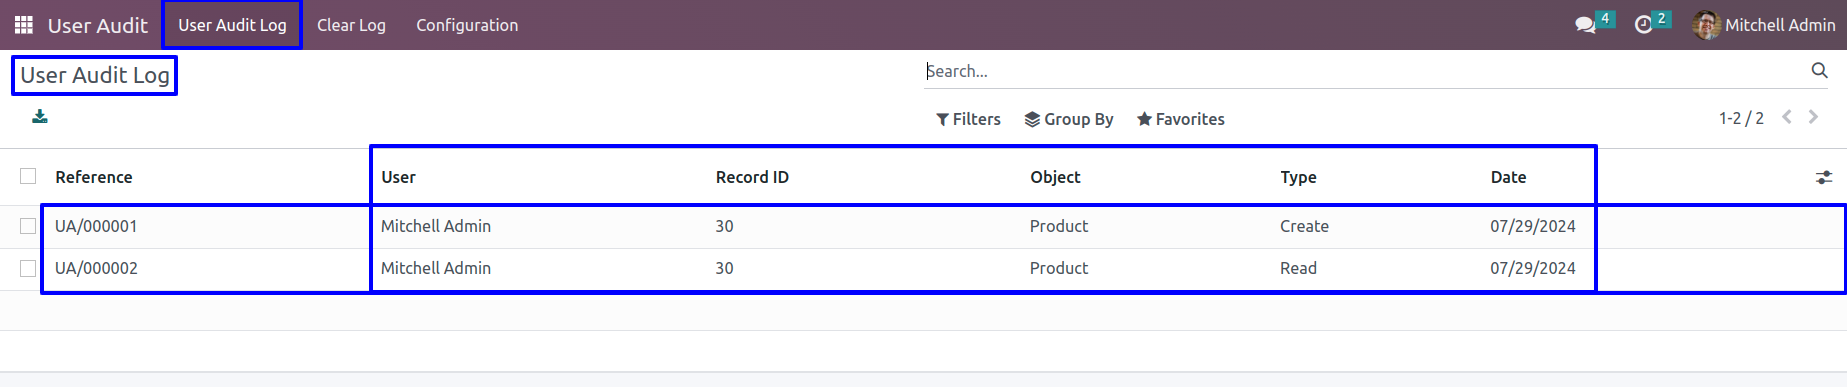 User Audit User Audit Log Clear Log Configuration 4 2 Mitchell Admin
User Audit Log Search...
Filters Group By Favorites 1-2 / 2
Reference User Record ID Object Type Date
UA/000001 Mitchell Admin 30 Product Create 07/29/2024
UA/000002 Mitchell Admin 30 Product Read 07/29/2024